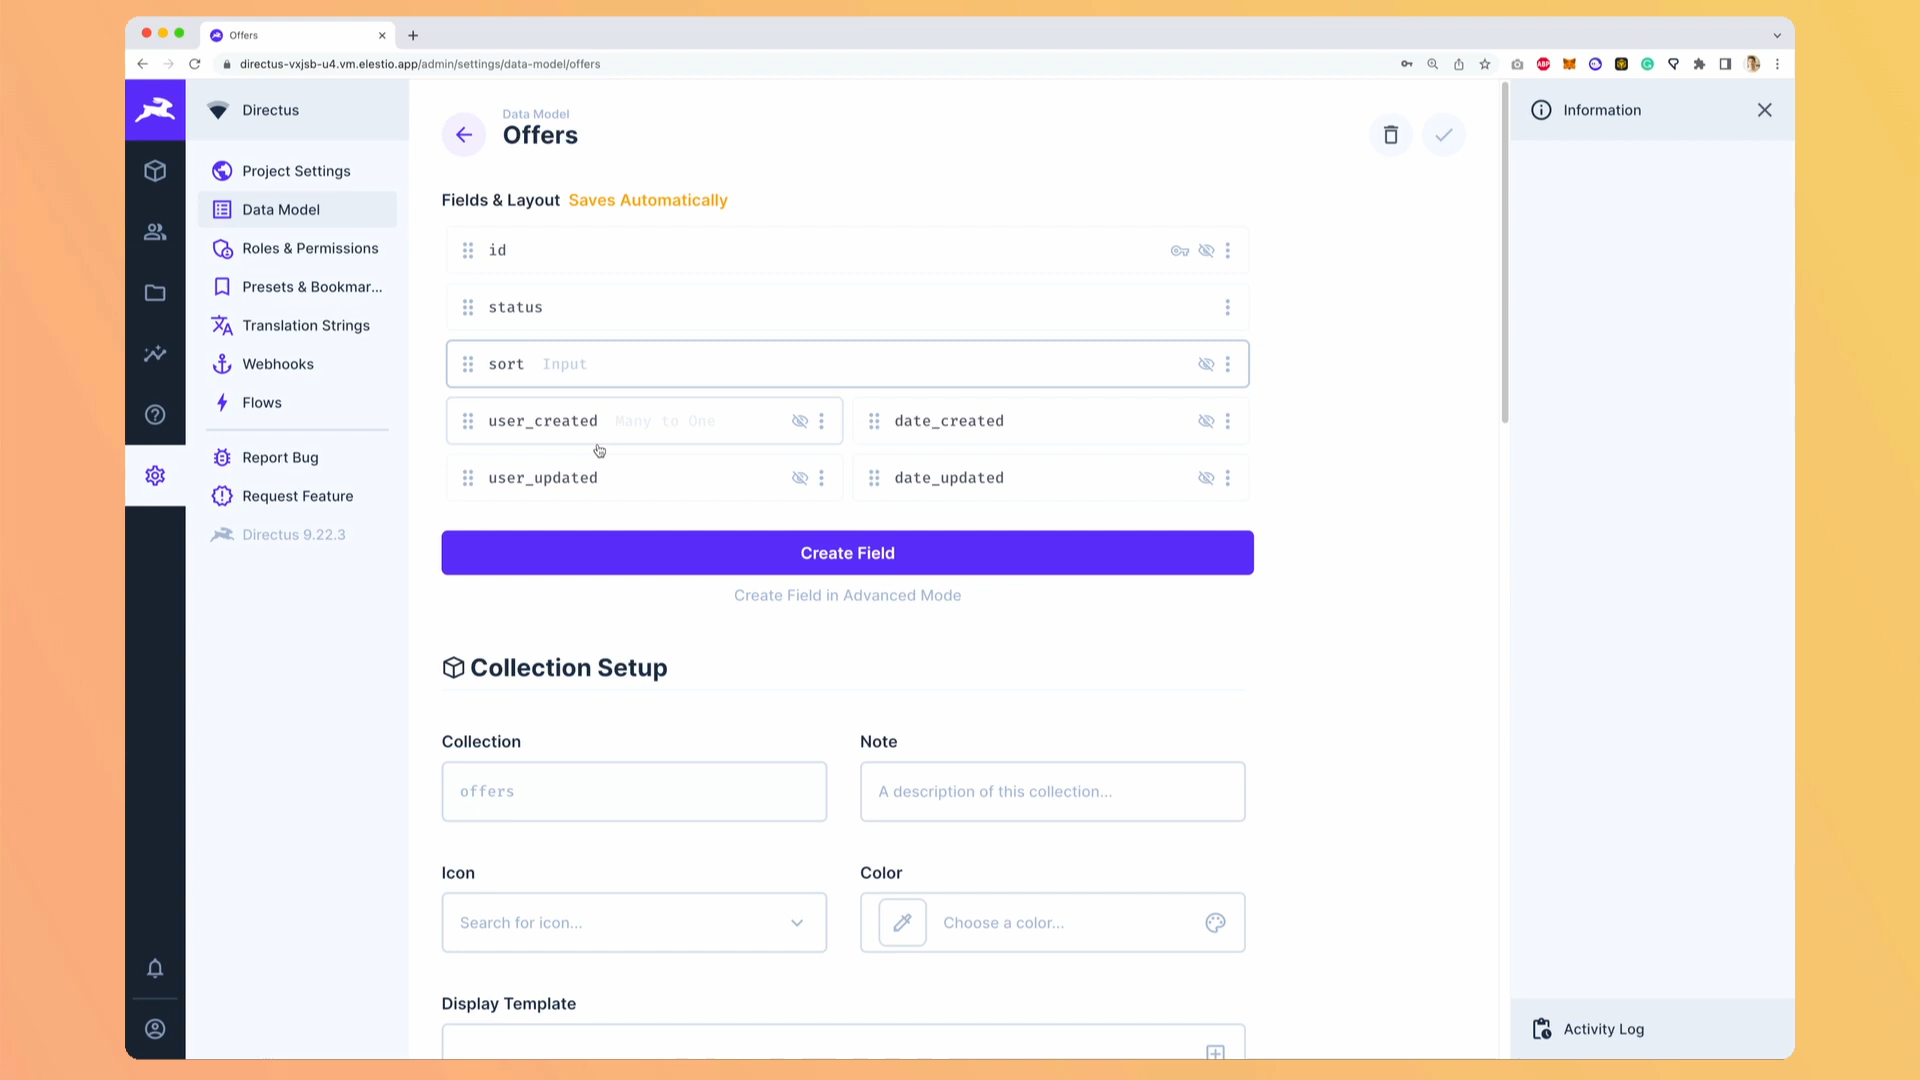 Offers
directus-vxjsb-u4.vm.elestio.app/admin/settings/data-model/offers
ABP
Directus
Project Settings
Data Model
Roles & Permissions
Presets & Bookmar...
Translation Strings
Webhooks
Flows
Report Bug
Request Feature
Directus 9.22.3
Data Model
Offers
Fields & Layout Saves Automatically
id
status
sort Input
user_created Many to One
date_created
user_updated
date_updated
Create Field
Create Field in Advanced Mode
Collection Setup
Collection
Note
offers
A description of this collection...
Icon
Color
Search for icon...
Choose a color...
Display Template
Information
Activity Log